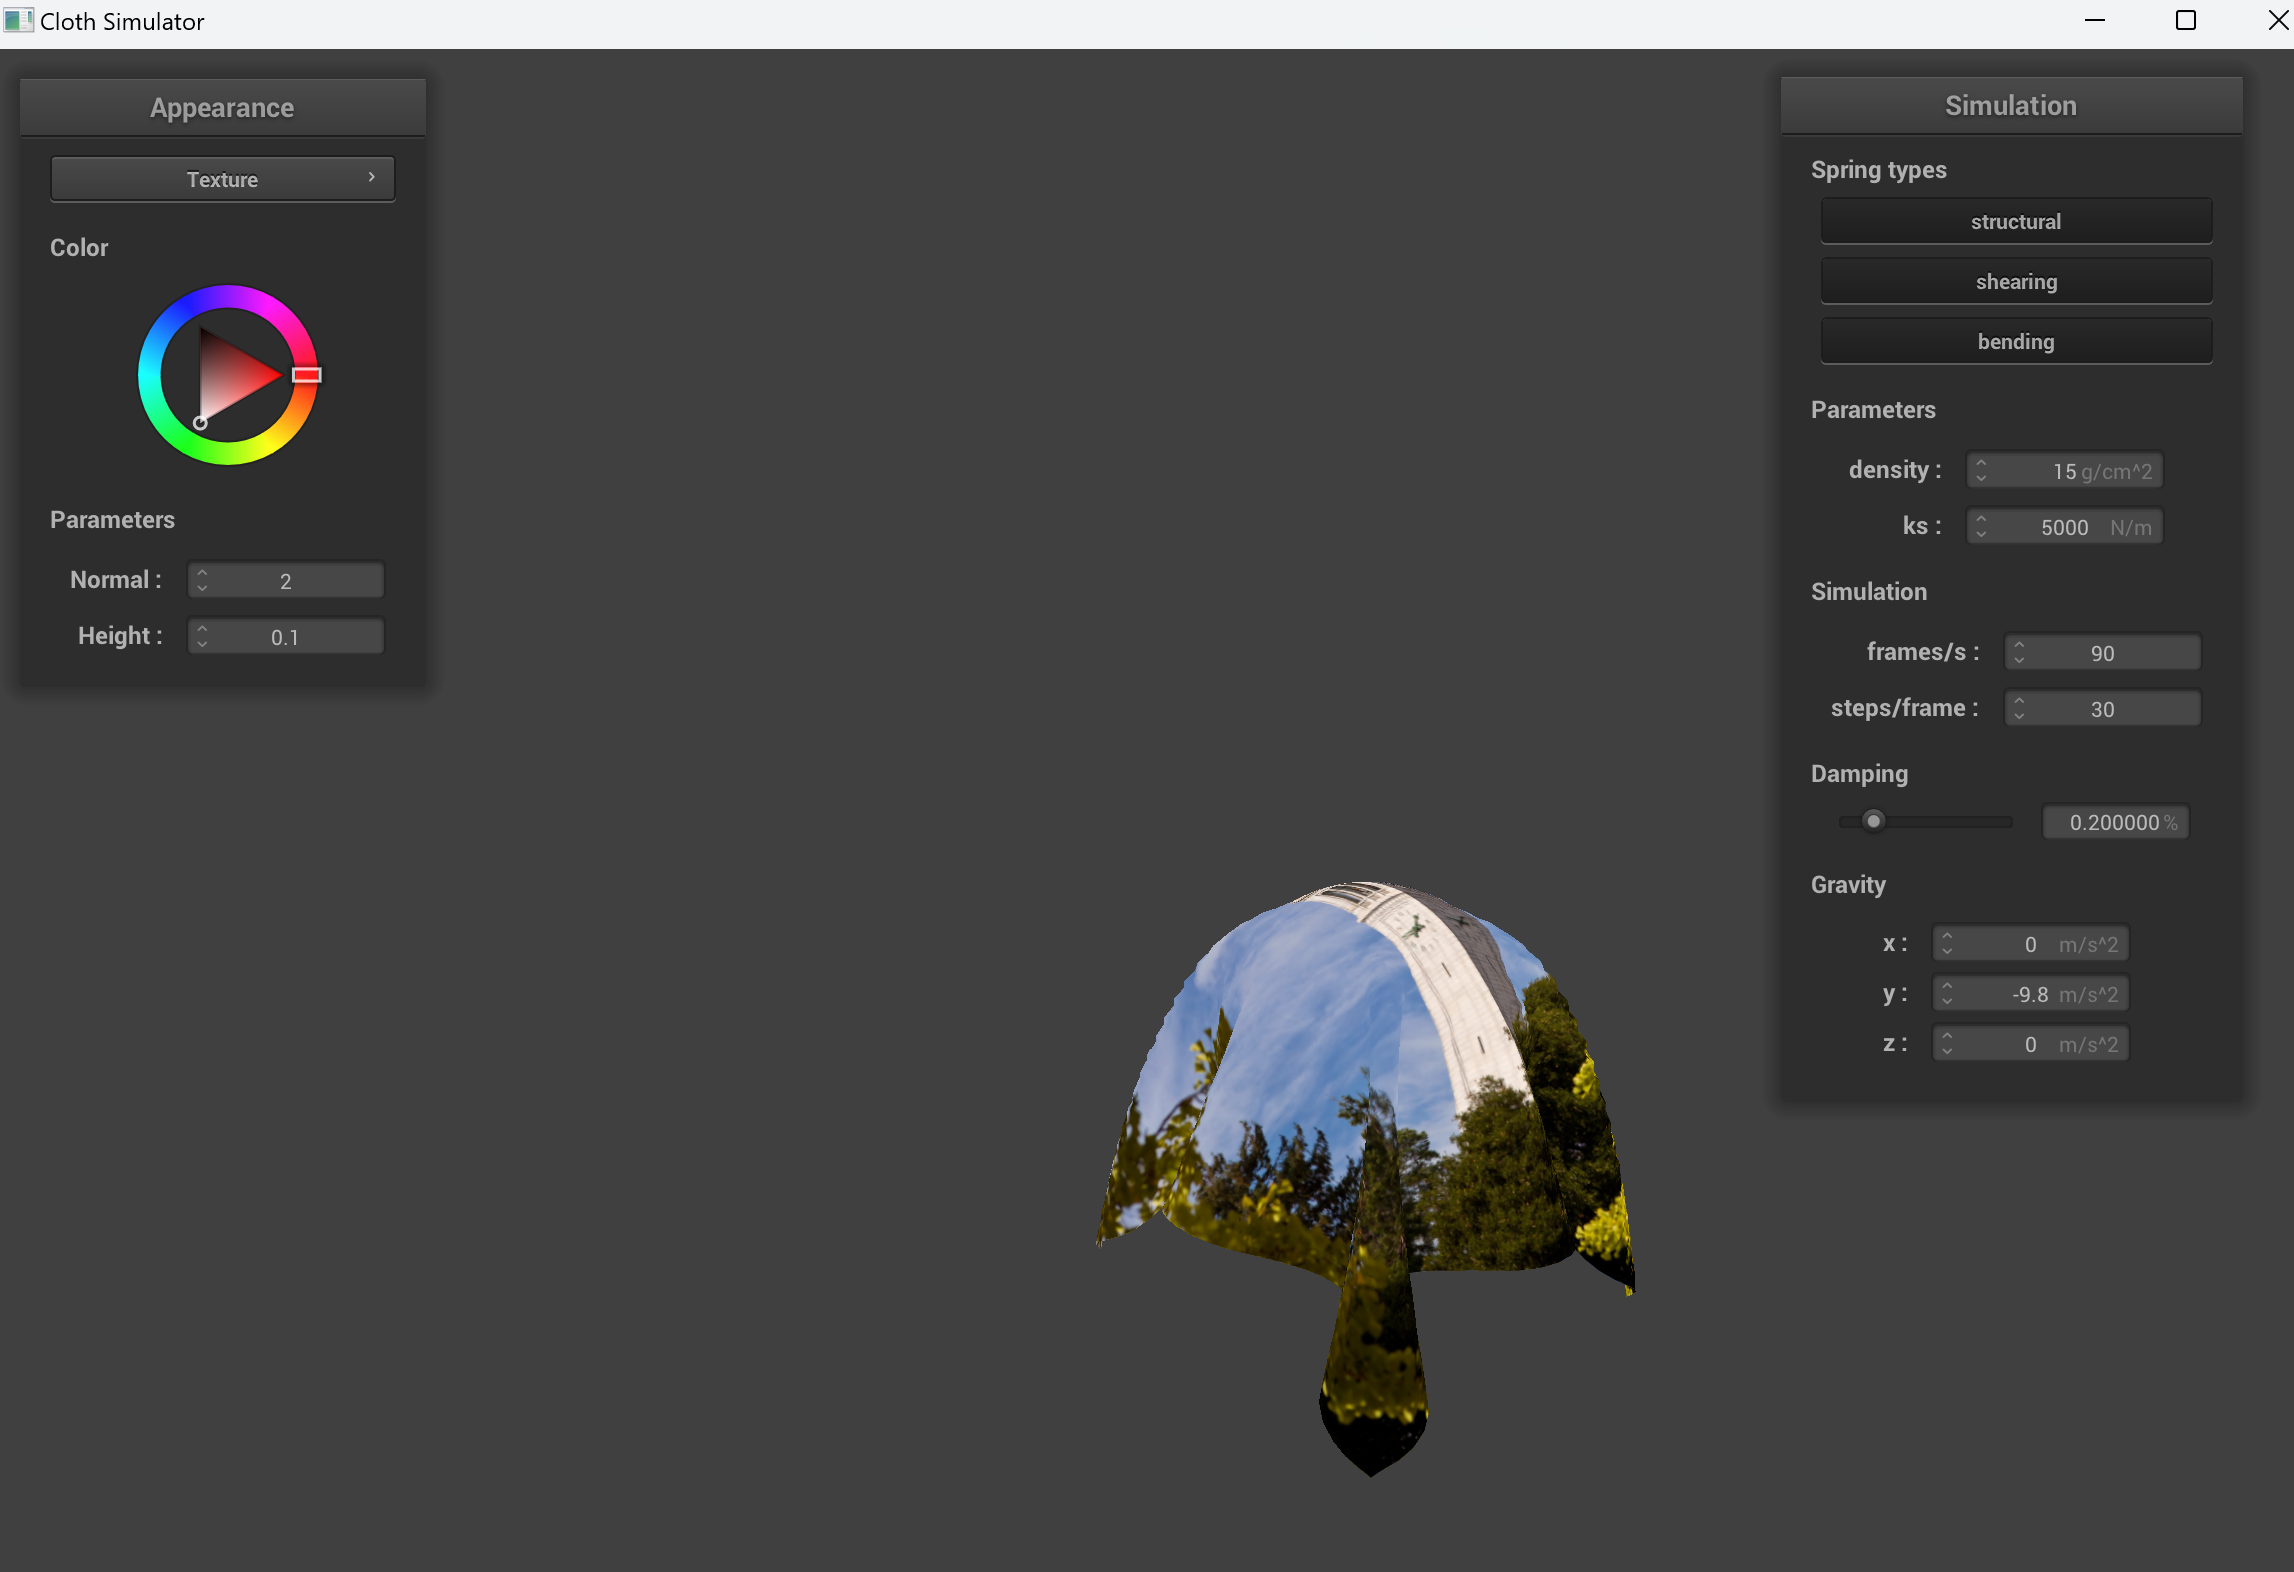 Cloth Simulator
Appearance
Texture
Color
Parameters
Normal : 2
Height : 0.1
Simulation
Spring types
structural
shearing
bending
Parameters
density : 15 g/cm^2
ks : 5000 N/m
Simulation
frames/s : 90
steps/frame : 30
Damping
0.200000 %
Gravity
x : 0 m/s^2
y : -9.8 m/s^2
z : 0 m/s^2